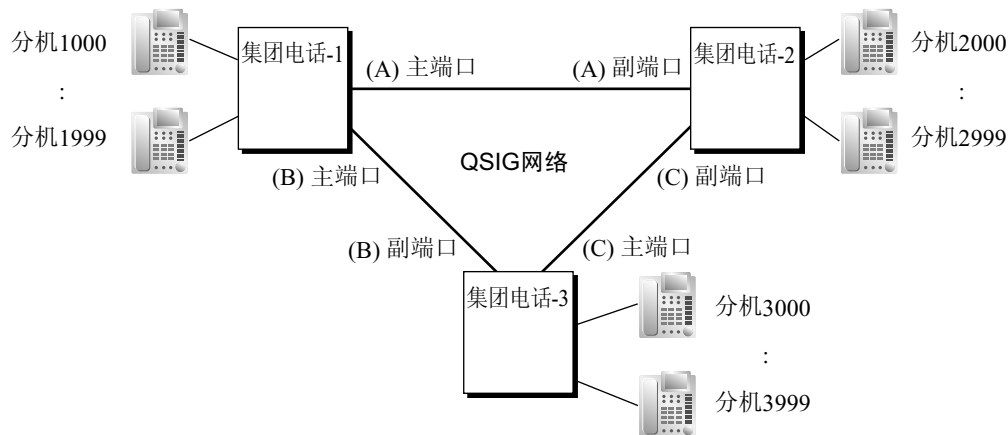 分机1000
:
分机1999
集团电话-1
(A) 主端口
(A) 副端口
集团电话-2
分机2000
:
分机2999
(B) 主端口
QSIG网络
(C) 副端口
(B) 副端口
(C) 主端口
集团电话-3
分机3000
:
分机3999